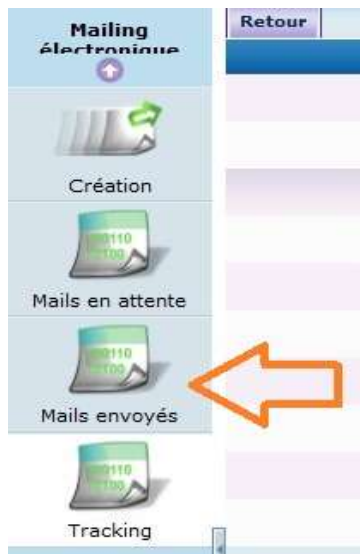 Mailing
électronique
Retour
Création
Mails en attente
Mails envoyés
Tracking